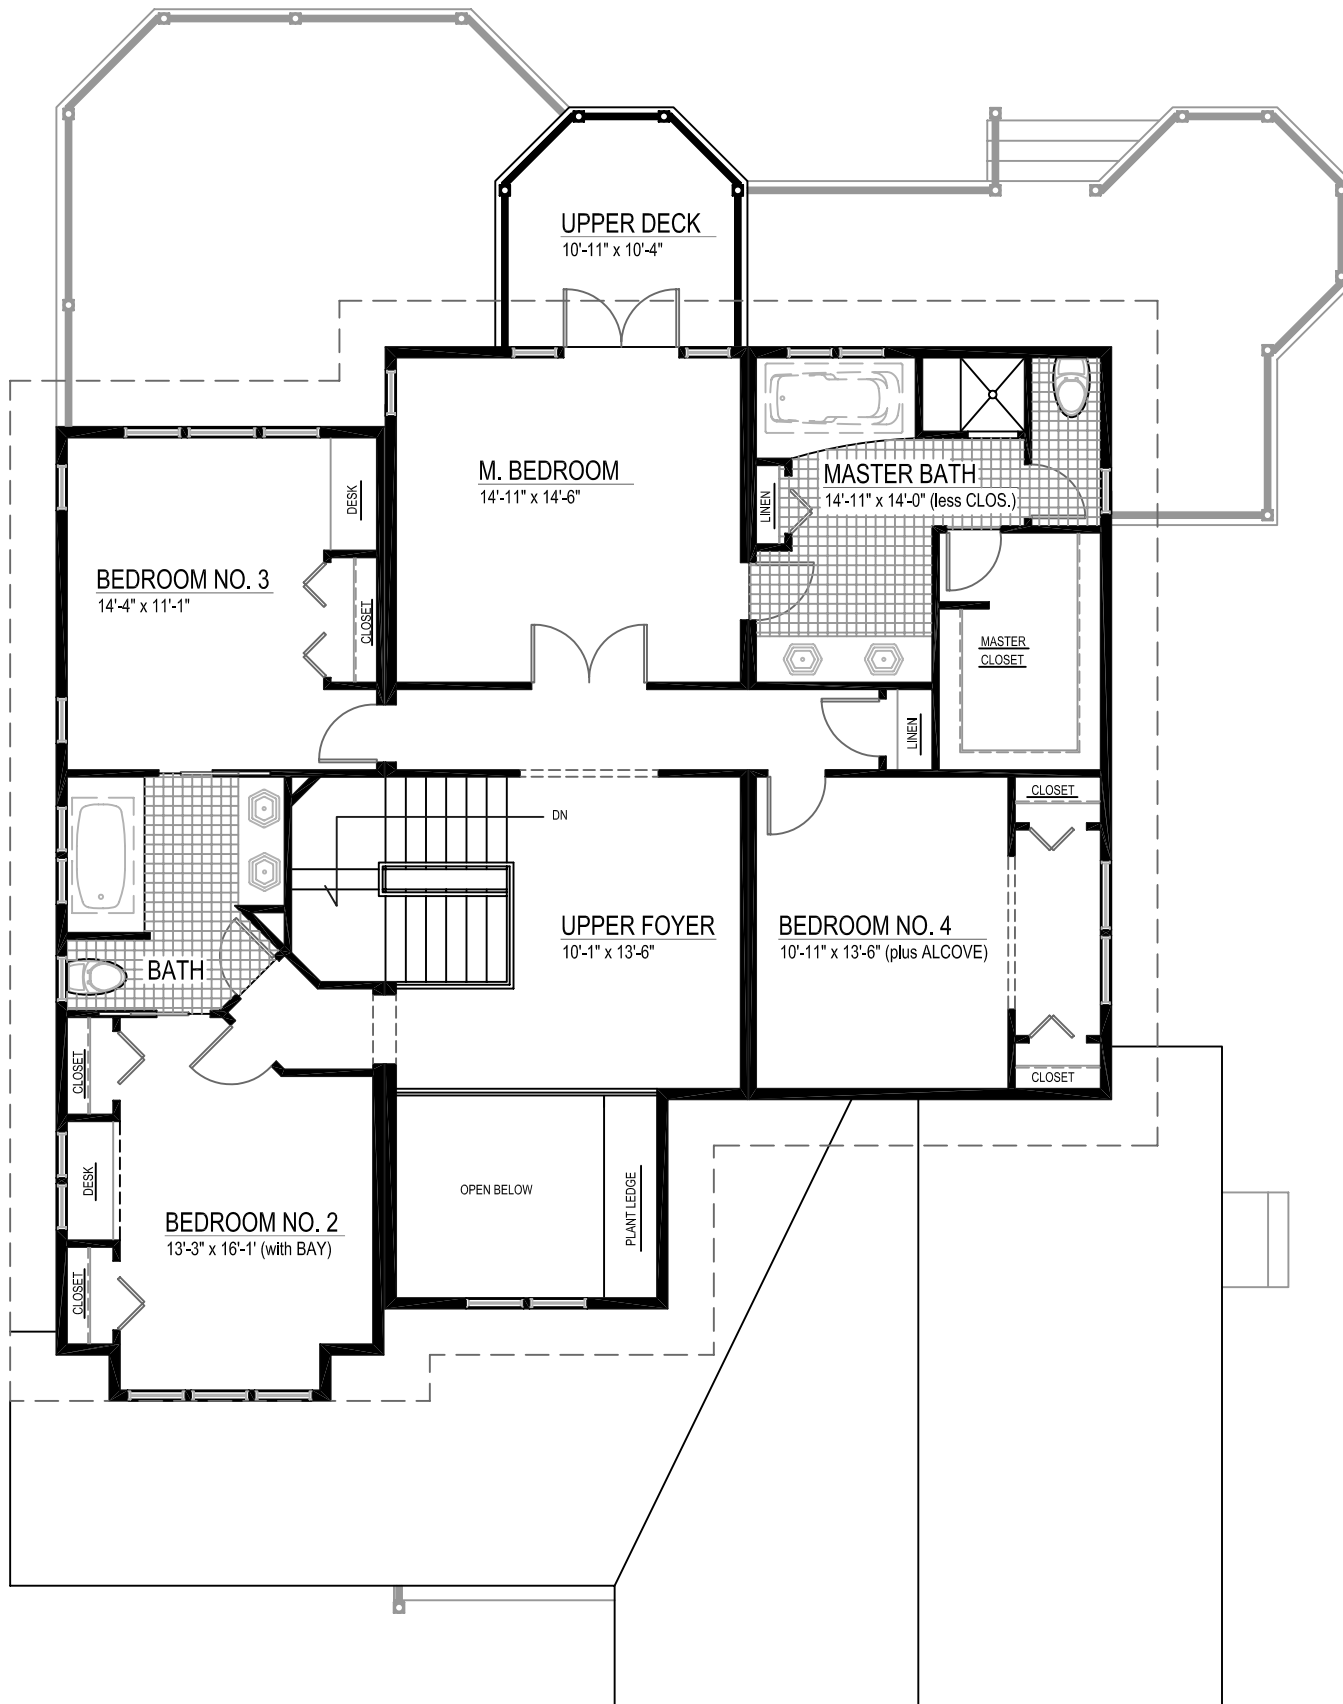 UPPER DECK
10'-11" x 10'-4"
M. BEDROOM
14'-11" x 14'-6"
MASTER BATH
14'-11" x 14'-0" (less CLOS.)
LINEN
DESK
BEDROOM NO. 3
14'-4" x 11'-1"
CLOSET
MASTER
CLOSET
LINEN
CLOSET
DN
UPPER FOYER
10'-1" x 13'-6"
BEDROOM NO. 4
10'-11" x 13'-6" (plus ALCOVE)
BATH
CLOSET
CLOSET
DESK
OPEN BELOW
PLANT LEDGE
BEDROOM NO. 2
13'-3" x 16'-1' (with BAY)
CLOSET